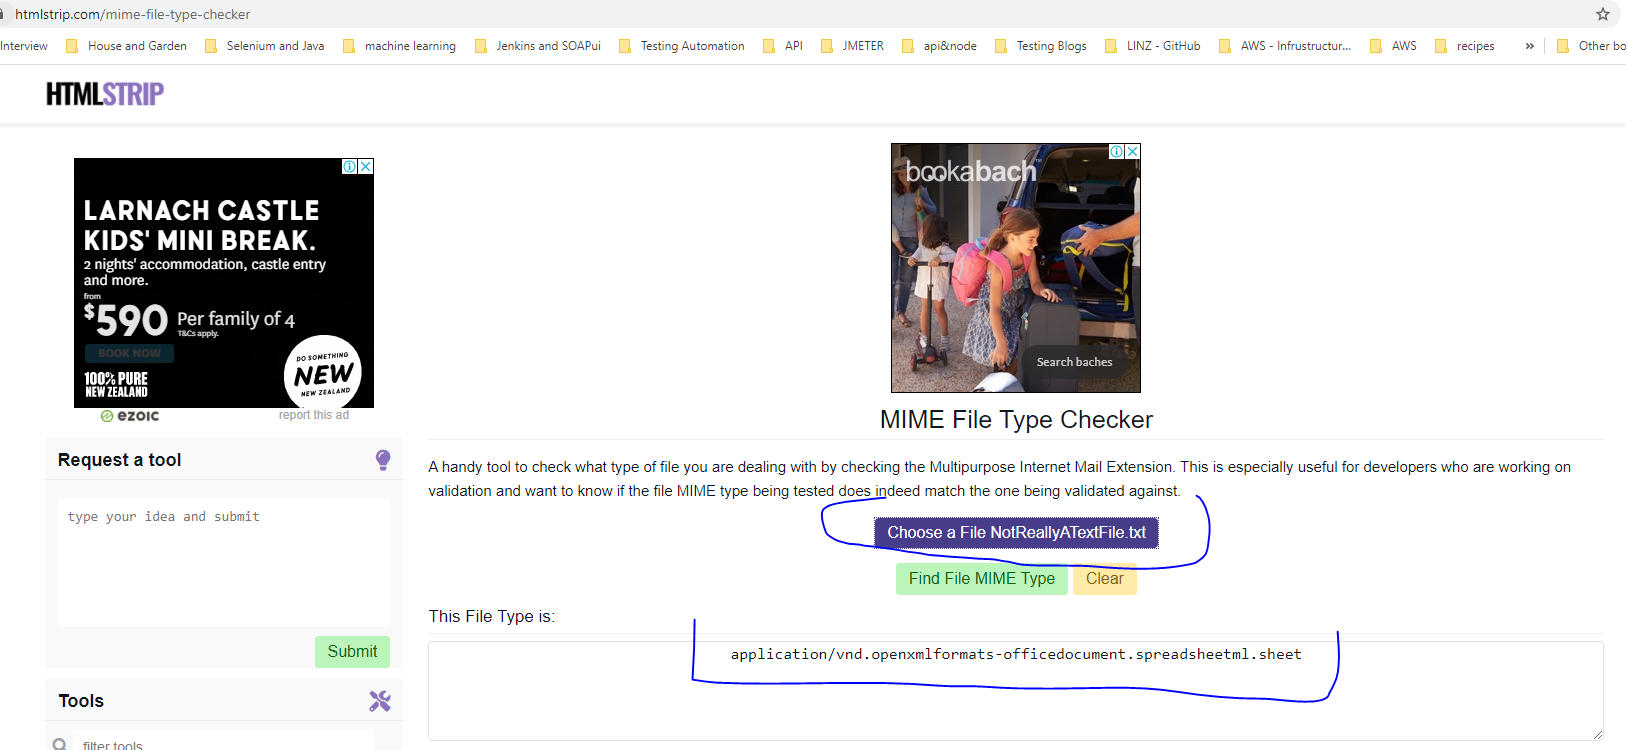 htmlstrip.com/mime-file-type-checker
Interview House and Garden Selenium and Java machine learning Jenkins and SOAPui Testing Automation API JMETER api&node Testing Blogs LINZ - GitHub AWS - Infrustructur... AWS recipes » Other bo
HTMLSTRIP
LARNACH CASTLE
KIDS' MINI BREAK.
2 nights' accommodation, castle entry
and more.
from
$590 Per family of 4
T&Cs apply.
BOOK NOW
100% PURE
NEW ZEALAND
DO SOMETHING
NEW
NEW ZEALAND
ezoic report this ad
bookabach™
Search baches
MIME File Type Checker
Request a tool
type your idea and submit
Submit
Tools
filter tools
A handy tool to check what type of file you are dealing with by checking the Multipurpose Internet Mail Extension. This is especially useful for developers who are working on
validation and want to know if the file MIME type being tested does indeed match the one being validated against.
Choose a File NotReallyATextFile.txt
Find File MIME Type Clear
This File Type is:
application/vnd.openxmlformats-officedocument.spreadsheetml.sheet